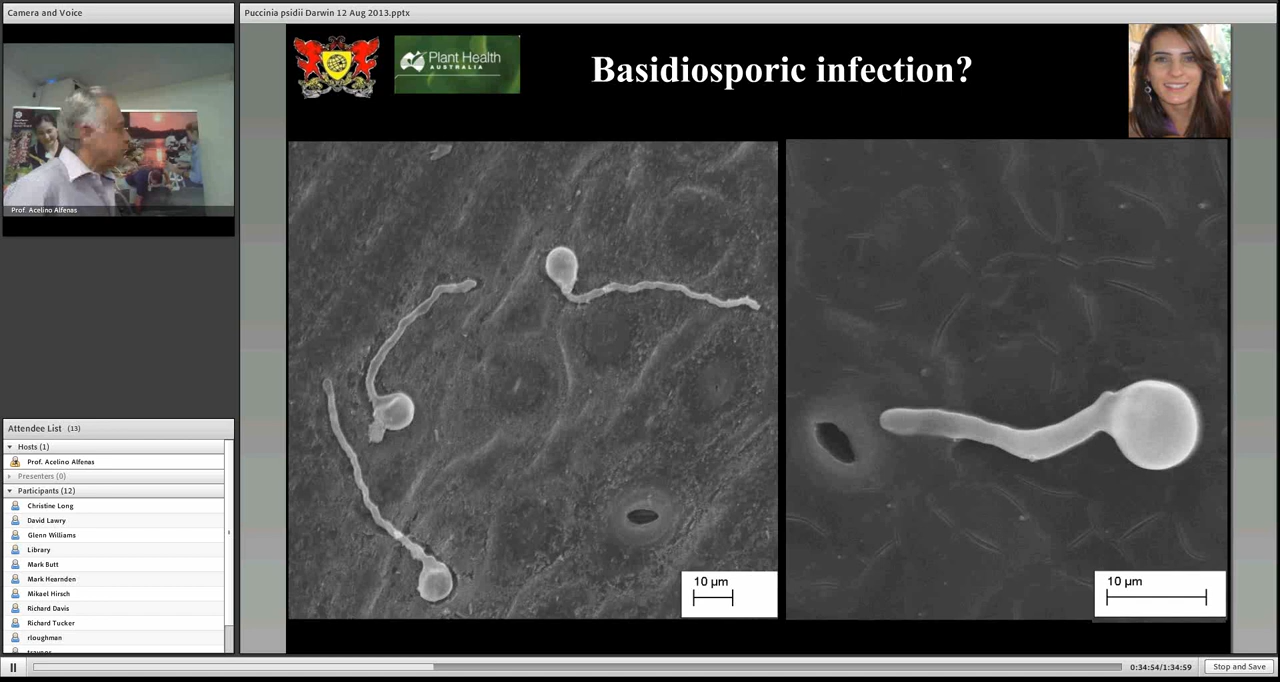 Camera and Voice
Prof. Acelino Alfenas
Attendee List (13)
Hosts (1)
Prof. Acelino Alfenas
Presenters (0)
Participants (12)
Christine Long
David Lawry
Glenn Williams
Library
Mark Butt
Mark Hearnden
Mikael Hirsch
Richard Davis
Richard Tucker
rloughman
Puccinia psidii Darwin 12 Aug 2013.pptx
Plant Health
AUSTRALIA
Basidiosporic infection?
10 µm
10 µm
0:34:54/1:34:59
Stop and Save